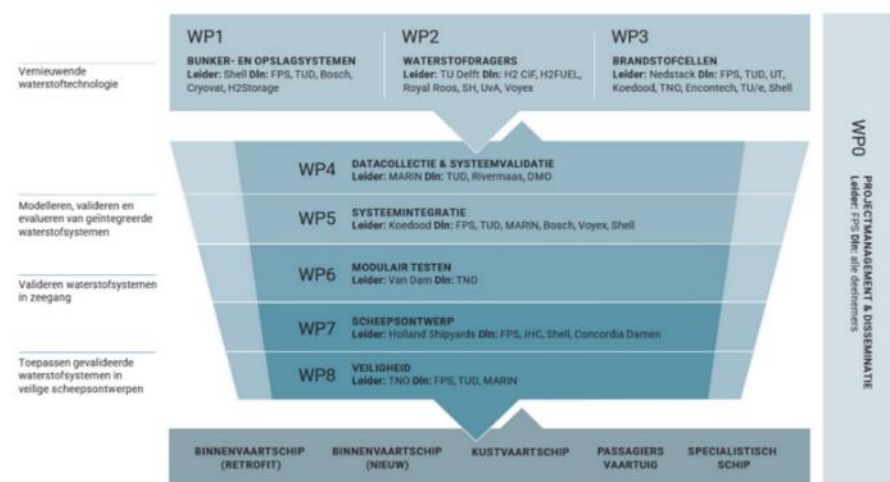 Vernieuwende
waterstoftechnologie
WP1
BUNKER- EN OPSLAGSYSTEMEN
Leider: Shell Dln: FPS, TUD, Bosch,
Cryovat, H2Storage
WP2
WATERSTOFDRAGERS
Leider: TU Delft Dln: H2 CiF, H2FUEL,
Royal Roos, SH, UvA, Voyex
WP3
BRANDSTOFCELLEN
Leider: Nedstack Dln: FPS, TUD, UT,
Koedood, TNO, Encontech, TU/e, Shell
WP4
DATACOLLECTIE & SYSTEEMVALIDATIE
Leider: MARIN Dln: TUD, Rivermaas, DMO
Modelleren, valideren en
evalueren van geïntegreerde
waterstofsystemen
WP5
SYSTEEMINTEGRATIE
Leider: Koedood Dln: FPS, TUD, MARIN, Bosch, Voyex, Shell
Valideren waterstofsystemen
in zeegang
WP6
MODULAIR TESTEN
Leider: Van Dam Dln: TNO
WP7
SCHEEPSONTWERP
Leider: Holland Shipyards Dln: FPS, IHC, Shell, Concordia Damen
Toepassen gevalideerde
waterstofsystemen in
veilige scheepsontwerpen
WP8
VEILIGHEID
Leider: TNO Dln: FPS, TUD, MARIN
BINNENVAARTSCHIP
(RETROFIT)
BINNENVAARTSCHIP
(NIEUW)
KUSTVAARTSCHIP
PASSAGIERS
VAARTUIG
SPECIALISTISCH
SCHIP
WP0
PROJECTMANAGEMENT & DISSEMINATIE
Leider: FPS Dln: alle deelnemers